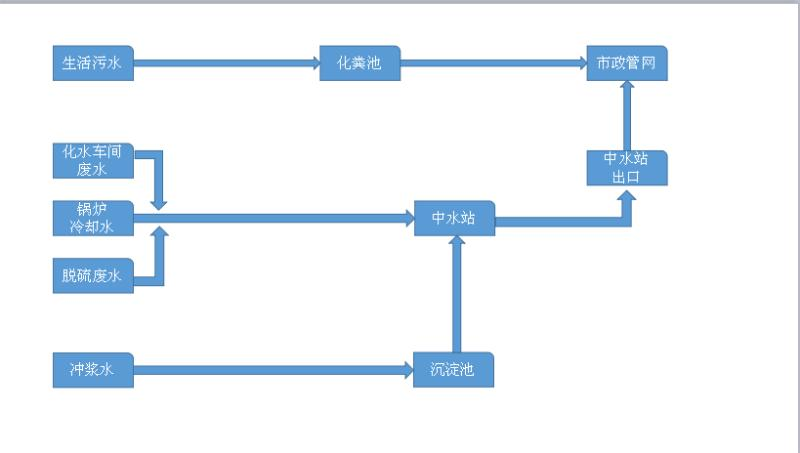 生活污水
化粪池
市政管网
化水车间
废水
中水站
出口
锅炉
冷却水
中水站
脱硫废水
冲浆水
沉淀池